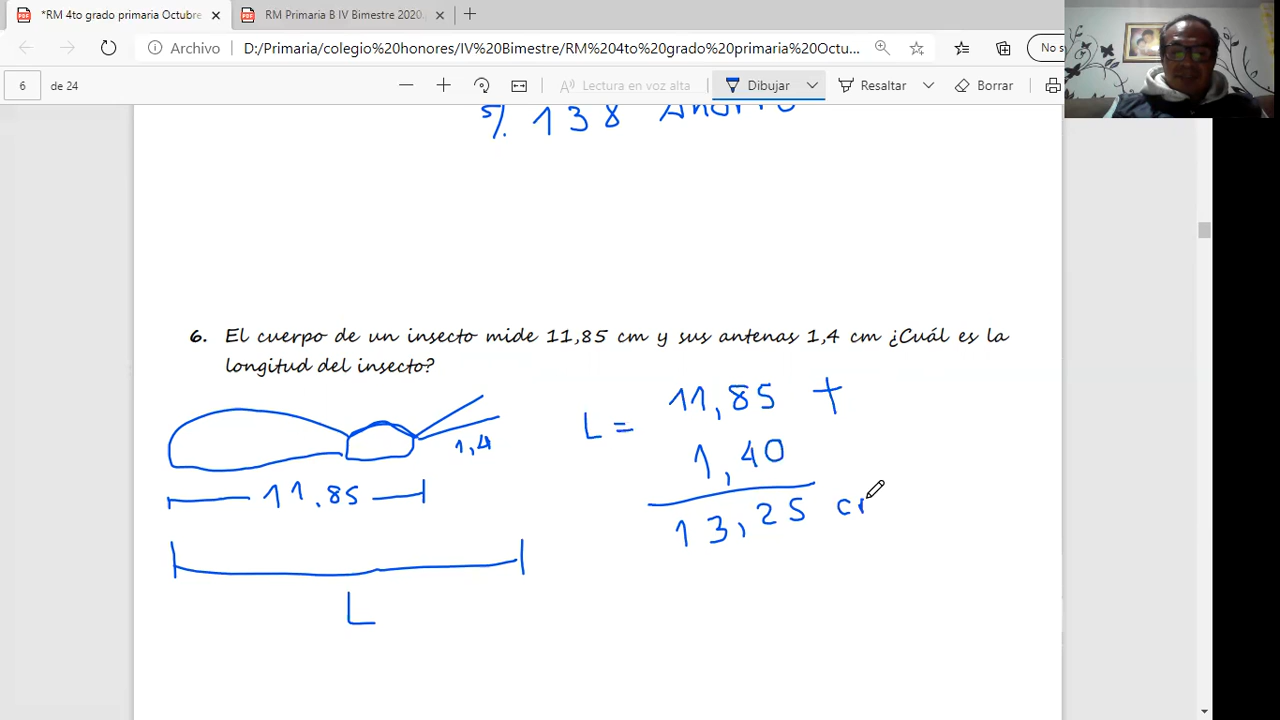 *RM 4to grado primaria Octubre
RM Primaria B IV Bimestre 2020.
Archivo
D:/Primaria/colegio%20honores/IV%20Bimestre/RM%204to%20grado%20primaria%20Octu...
No s
6
de 24
Lectura en voz alta
Dibujar
Resaltar
Borrar
S/. 138 Ahorro
6. El cuerpo de un insecto mide 11,85 cm y sus antenas 1,4 cm ¿Cuál es la
longitud del insecto?
1,4
11.85
L
L =
11,85 +
1,40
13,25 cm